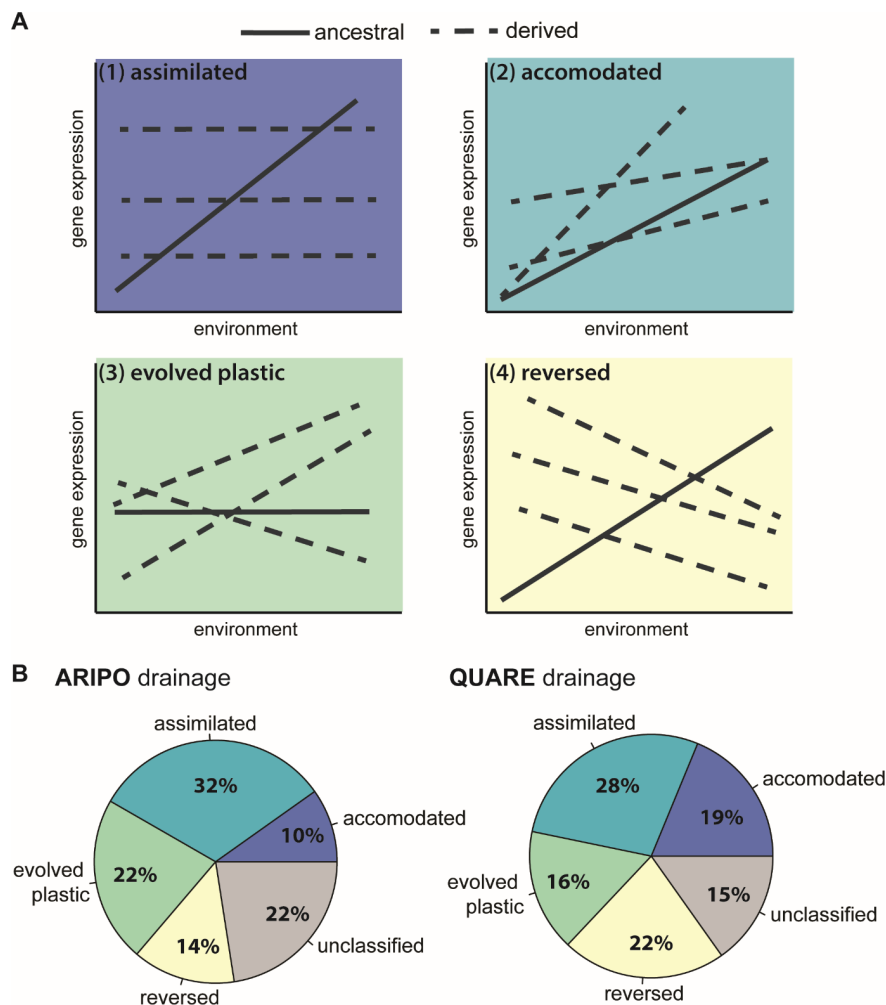 A
ancestral
derived
(1) assimilated
gene expression
environment
(2) accomodated
gene expression
environment
(3) evolved plastic
gene expression
environment
(4) reversed
gene expression
environment
B
ARIPO drainage
assimilated
32%
accomodated
10%
evolved
plastic
22%
22%
unclassified
14%
reversed
QUARE drainage
assimilated
28%
accomodated
19%
evolved
plastic
16%
15%
unclassified
22%
reversed